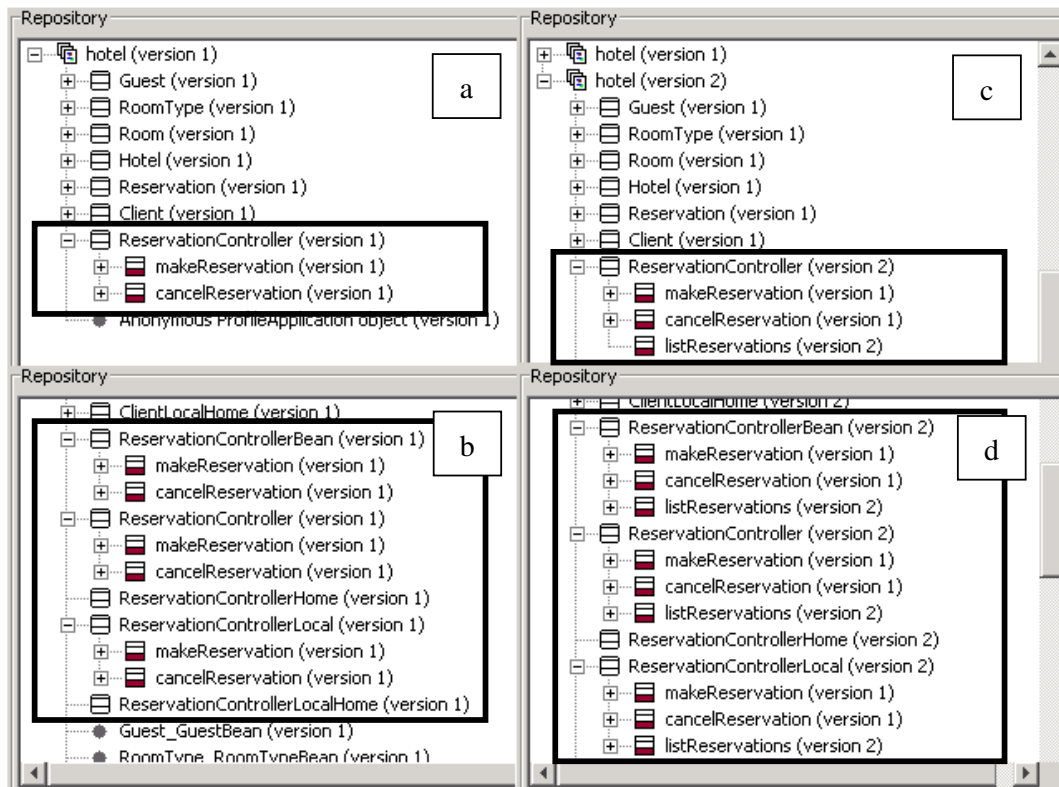 Repository
hotel (version 1)
Guest (version 1)
RoomType (version 1)
Room (version 1)
Hotel (version 1)
Reservation (version 1)
Client (version 1)
ReservationController (version 1)
makeReservation (version 1)
cancelReservation (version 1)
Anonymous ProfileApplication object (version 1)
a
Repository
hotel (version 1)
hotel (version 2)
Guest (version 1)
RoomType (version 1)
Room (version 1)
Hotel (version 1)
Reservation (version 1)
Client (version 1)
ReservationController (version 2)
makeReservation (version 1)
cancelReservation (version 1)
listReservations (version 2)
c
Repository
ClientLocalHome (version 1)
ReservationControllerBean (version 1)
makeReservation (version 1)
cancelReservation (version 1)
ReservationController (version 1)
makeReservation (version 1)
cancelReservation (version 1)
ReservationControllerHome (version 1)
ReservationControllerLocal (version 1)
makeReservation (version 1)
cancelReservation (version 1)
ReservationControllerLocalHome (version 1)
Guest_GuestBean (version 1)
RoomType_RoomTypeBean (version 1)
b
Repository
ClientLocalHome (version 2)
ReservationControllerBean (version 2)
makeReservation (version 1)
cancelReservation (version 1)
listReservations (version 2)
ReservationController (version 2)
makeReservation (version 1)
cancelReservation (version 1)
listReservations (version 2)
ReservationControllerHome (version 2)
ReservationControllerLocal (version 2)
makeReservation (version 1)
cancelReservation (version 1)
listReservations (version 2)
d